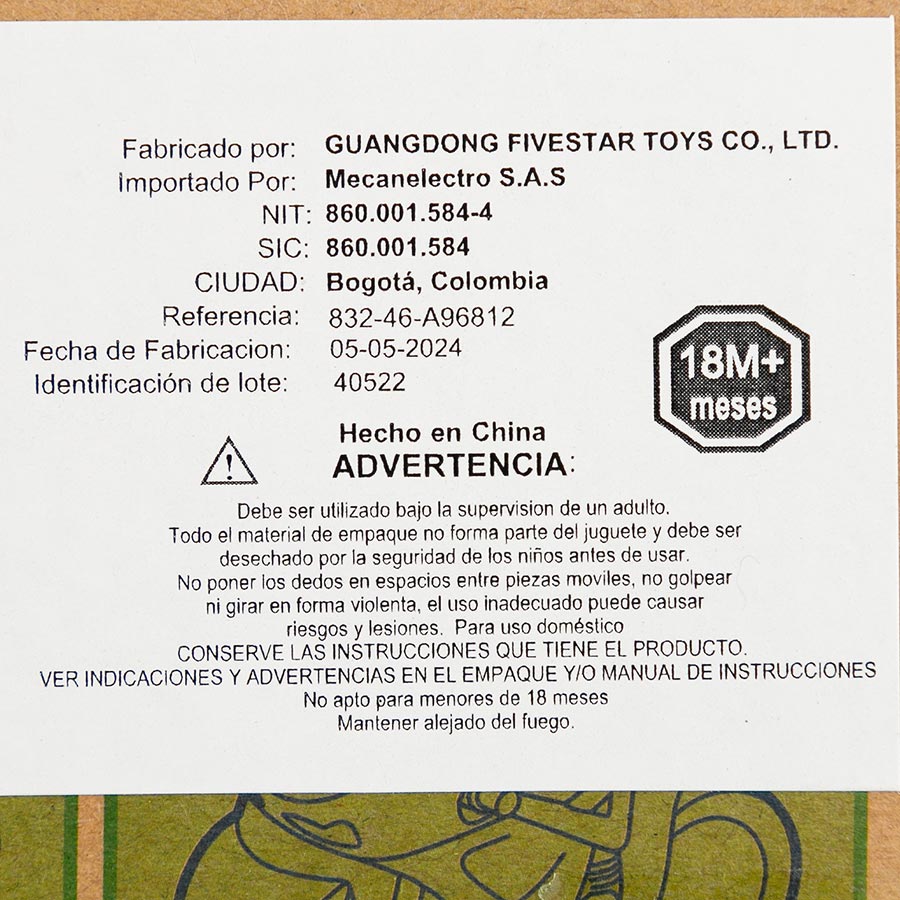 Fabricado por: GUANGDONG FIVESTAR TOYS CO., LTD.
Importado Por: Mecanelectro S.A.S
NIT: 860.001.584-4
SIC: 860.001.584
CIUDAD: Bogotá, Colombia
Referencia: 832-46-A96812
Fecha de Fabricacion: 05-05-2024
Identificación de lote: 40522
18M+
meses
Hecho en China
ADVERTENCIA:
Debe ser utilizado bajo la supervision de un adulto.
Todo el material de empaque no forma parte del juguete y debe ser
desechado por la seguridad de los niños antes de usar.
No poner los dedos en espacios entre piezas moviles, no golpear
ni girar en forma violenta, el uso inadecuado puede causar
riesgos y lesiones. Para uso doméstico
CONSERVE LAS INSTRUCCIONES QUE TIENE EL PRODUCTO.
VER INDICACIONES Y ADVERTENCIAS EN EL EMPAQUE Y/O MANUAL DE INSTRUCCIONES
No apto para menores de 18 meses
Mantener alejado del fuego.